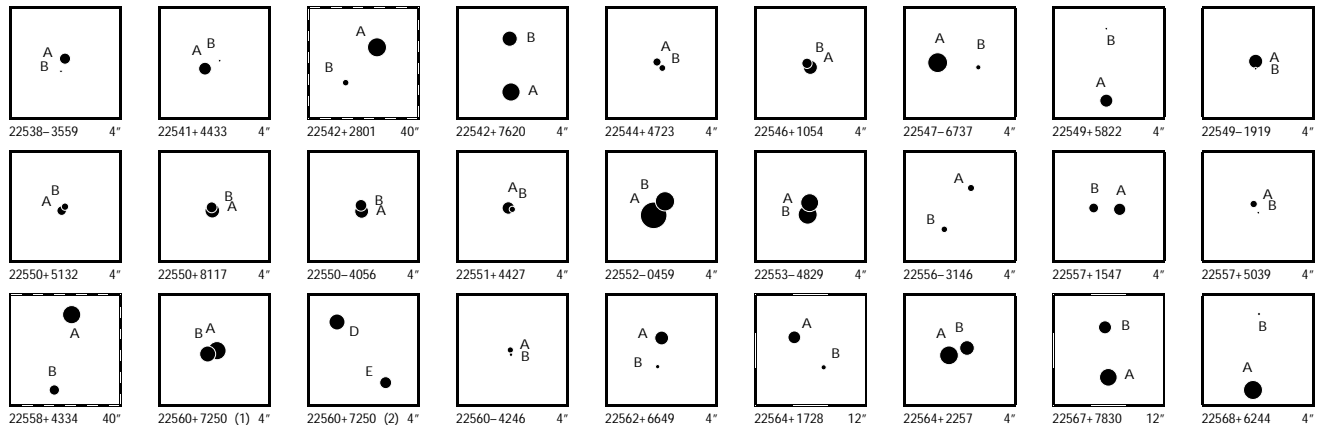 A B A B A B B A A B B A A B B A A B
22538−3559 4″ 22541+4433 4″ 22542+2801 40″ 22542+7620 4″ 22544+4723 4″ 22546+1054 4″ 22547−6737 4″ 22549+5822 4″ 22549−1919 4″
B A B A B A A B B A A B A B B A A B
22550+5132 4″ 22550+8117 4″ 22550−4056 4″ 22551+4427 4″ 22552−0459 4″ 22553−4829 4″ 22556−3146 4″ 22557+1547 4″ 22557+5039 4″
A B B A D E A B A B A B A B B A B A
22558+4334 40″ 22560+7250 (1) 4″ 22560+7250 (2) 4″ 22560−4246 4″ 22562+6649 4″ 22564+1728 12″ 22564+2257 4″ 22567+7830 12″ 22568+6244 4″